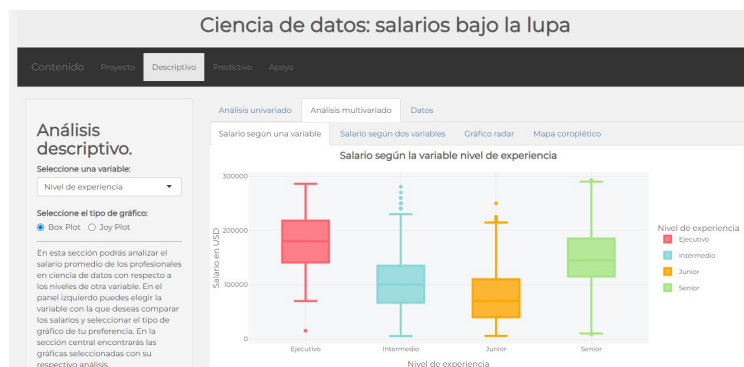 Ciencia de datos: salarios bajo la lupa
Contenido Proyecto Descriptivo Predictivo Apoyo
Análisis univariado Análisis multivariado Datos
Salario según una variable Salario según dos variables Gráfico radar Mapa coroplético
Análisis
descriptivo.
Seleccione una variable:
Nivel de experiencia
Seleccione el tipo de gráfico:
Box Plot Joy Plot
En esta sección podrás analizar el
salario promedio de los profesionales
en ciencia de datos con respecto a
los niveles de otra variable. En el
panel izquierdo puedes elegir la
variable con la que deseas comparar
los salarios y seleccionar el tipo de
gráfico de tu preferencia. En la
sección central encontrarás las
gráficas seleccionadas con su
respectivo análisis.
Salario según la variable nivel de experiencia
Salario en USD
300000
200000
100000
0
Ejecutivo Intermedio Junior Senior
Nivel de experiencia
Nivel de experiencia
Ejecutivo
Intermedio
Junior
Senior